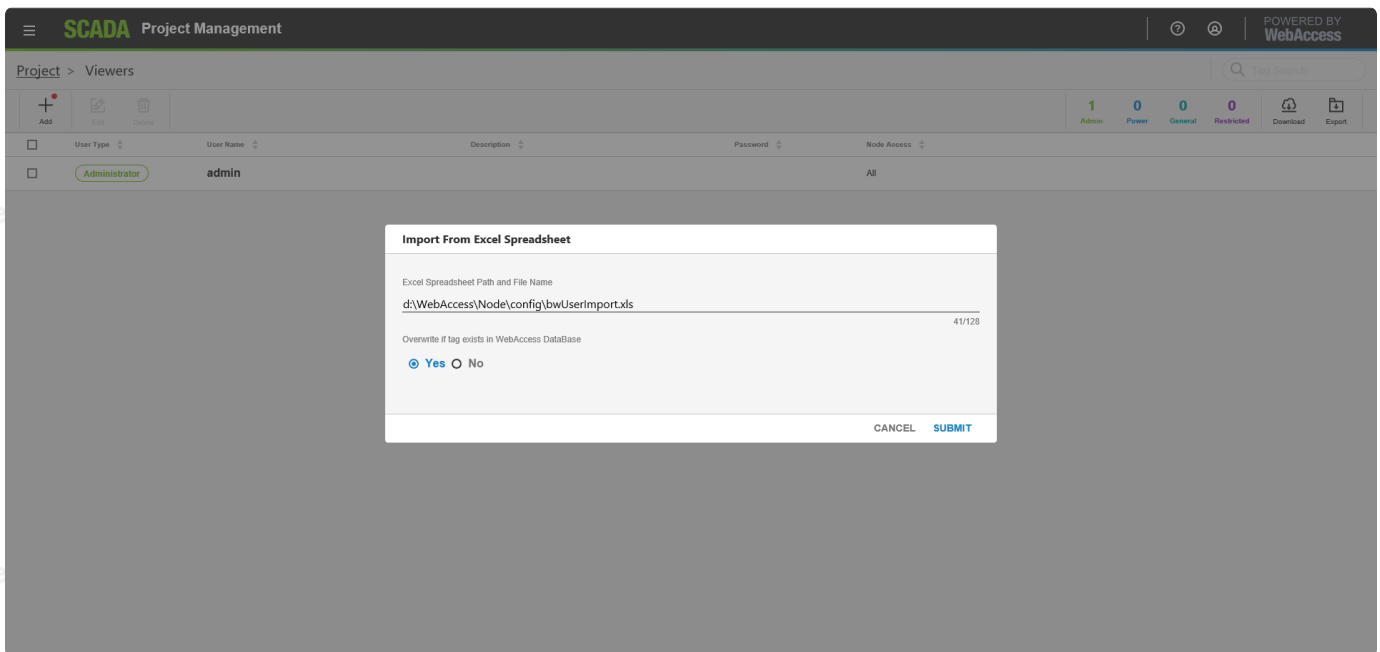 SCADA Project Management
POWERED BY
WebAccess
Project > Viewers
Tag Search
Add
Edit
Delete
1
Admin
0
Power
0
General
0
Restricted
Download
Export
User Type
User Name
Description
Password
Node Access
Administrator
admin
All
Import From Excel Spreadsheet
Excel Spreadsheet Path and File Name
d:\WebAccess\Node\config\bwUserImport.xls
41/128
Overwrite if tag exists in WebAccess DataBase
Yes
No
CANCEL
SUBMIT